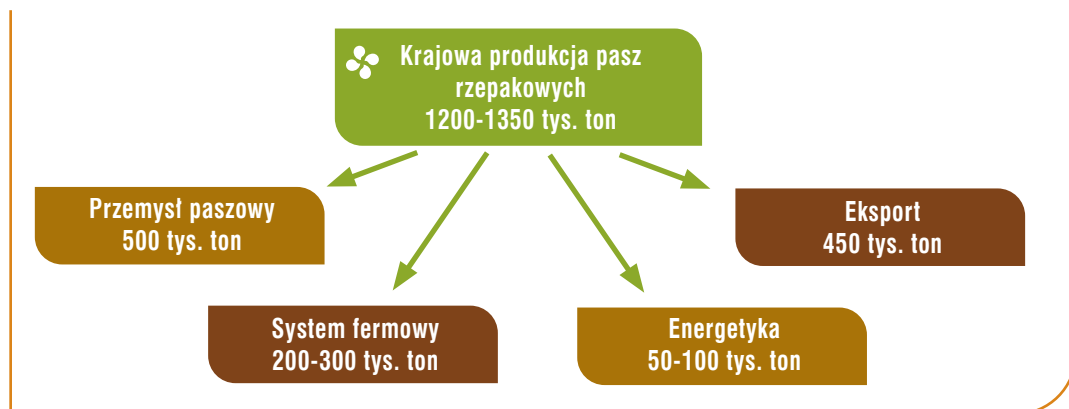 Krajowa produkcja pasz
rzepakowych
1200-1350 tys. ton
Przemysł paszowy
500 tys. ton
Eksport
450 tys. ton
System fermowy
200-300 tys. ton
Energetyka
50-100 tys. ton